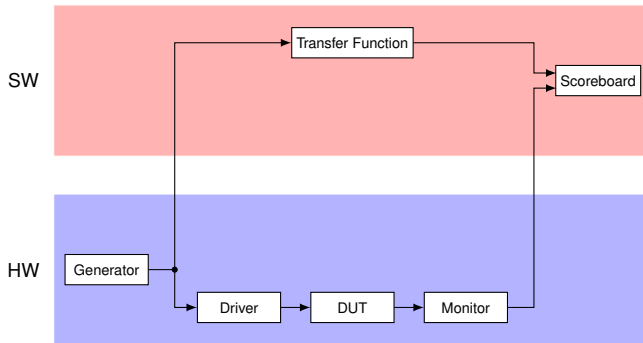 Transfer Function
SW
Scoreboard
HW
Generator
Driver
DUT
Monitor